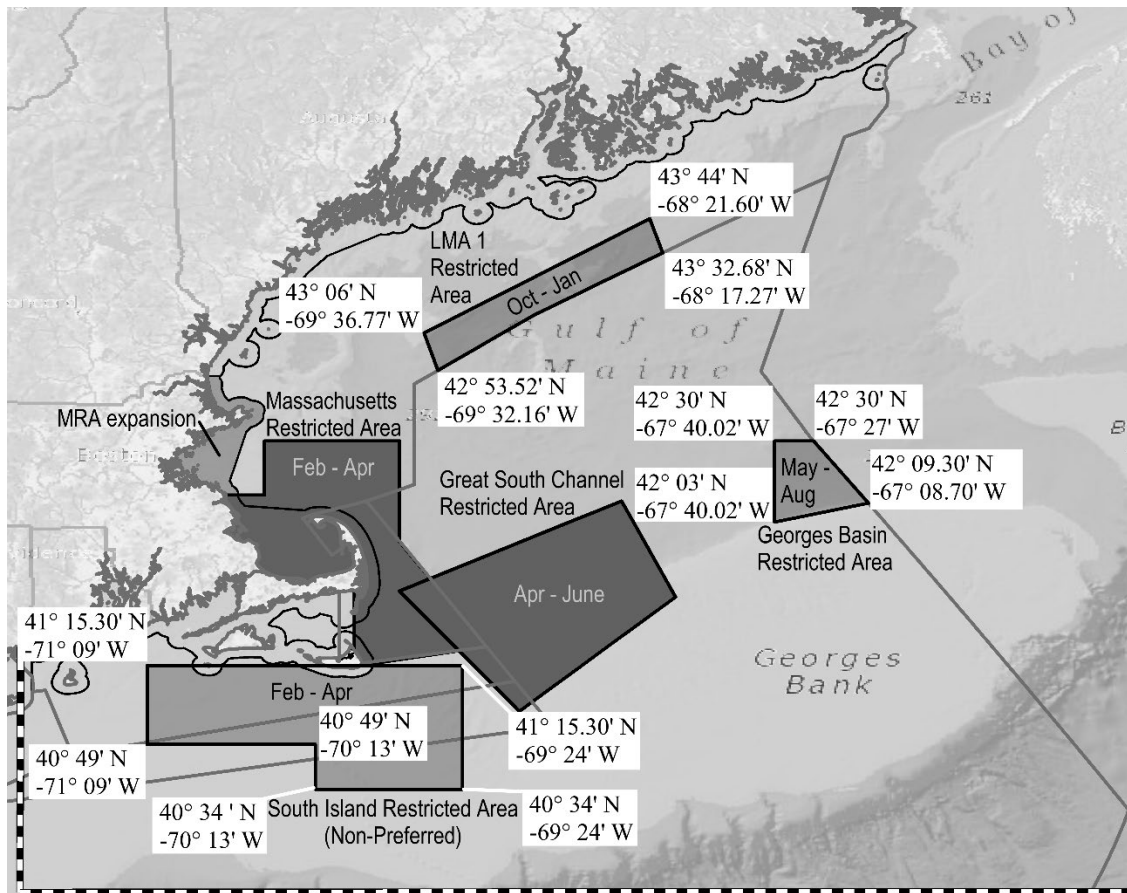 Bay of
261
Augusta
43° 44' N
-68° 21.60' W
LMA 1
Restricted
Area
43° 06' N
-69° 36.77' W
Oct - Jan
43° 32.68' N
-68° 17.27' W
Gulf of
Maine
42° 53.52' N
-69° 32.16' W
MRA expansion
Massachusetts
Restricted Area
Boston
Feb - Apr
42° 30' N
-67° 40.02' W
42° 30' N
-67° 27' W
Great South Channel
Restricted Area
42° 03' N
-67° 40.02' W
May -
Aug
42° 09.30' N
-67° 08.70' W
Georges Basin
Restricted Area
Apr - June
41° 15.30' N
-71° 09' W
Georges
Bank
Feb - Apr
40° 49' N
-70° 13' W
41° 15.30' N
-69° 24' W
40° 49' N
-71° 09' W
40° 34 ' N
-70° 13' W
South Island Restricted Area
(Non-Preferred)
40° 34' N
-69° 24' W